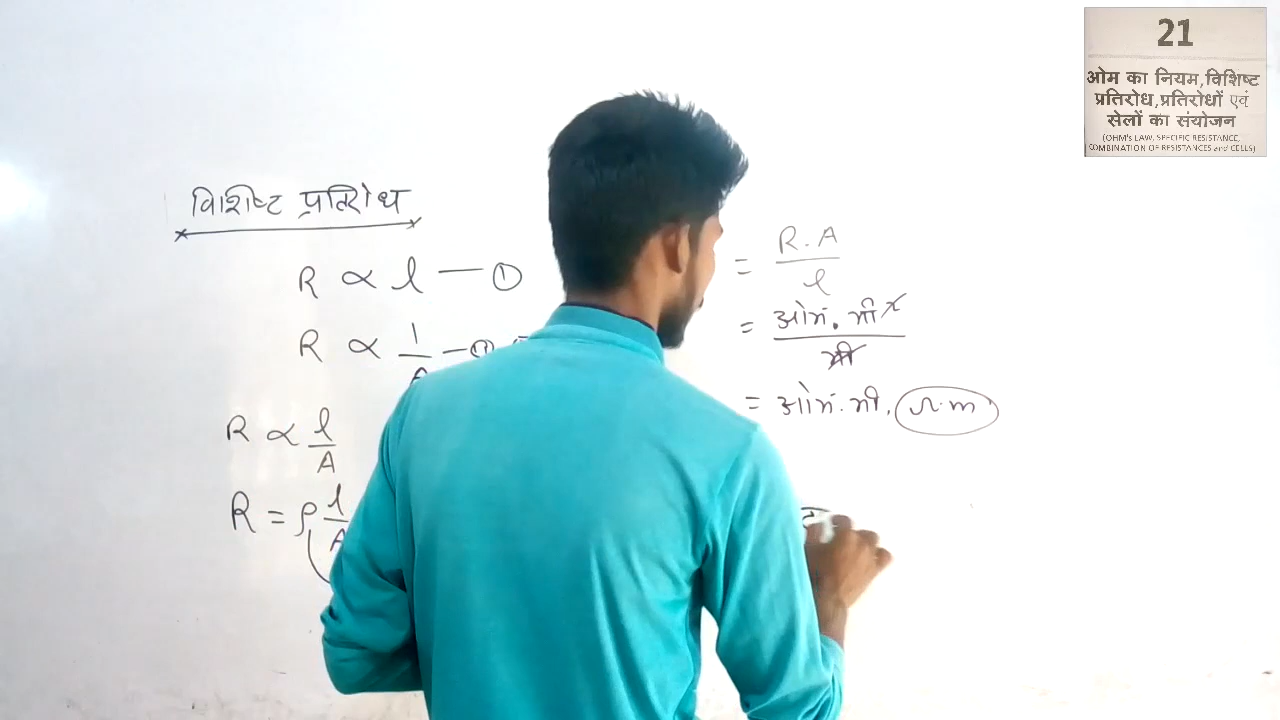 21
ओम का नियम,विशिष्ट
प्रतिरोध,प्रतिरोधों एवं
सेलों का संयोजन
(OHM's LAW, SPECIFIC RESISTANCE,
COMBINATION OF RESISTANCES and CELLS)
विशिष्ट प्रतिरोध
R ∝ l — ①
R ∝ 1/A
R ∝ l/A
R = ρ l/A
= R.A/l
= ओम. मी²/मी
= ओम. मी. Ω.m